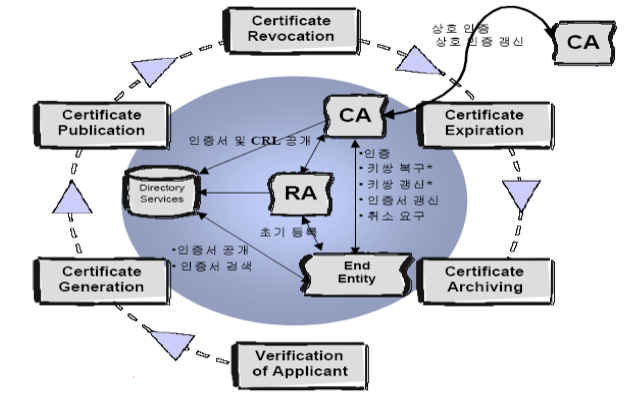 Certificate
Revocation
상호 인증
상호 인증 갱신
CA
Certificate
Publication
CA
Certificate
Expiration
인증서 및 CRL 공개
•인증
•키쌍 복구*
•키쌍 갱신*
•인증서 갱신
•취소 요구
Directory
Services
RA
초기 등록
•인증서 공개
•인증서 검색
Certificate
Generation
End
Entity
Certificate
Archiving
Verification
of Applicant